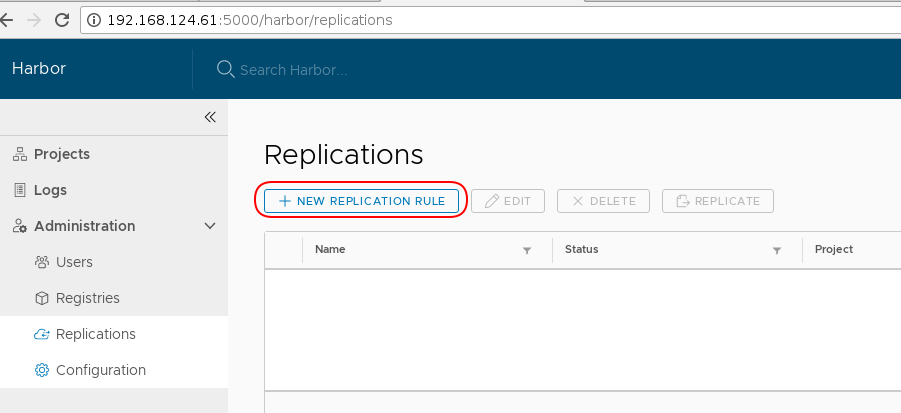 192.168.124.61:5000/harbor/replications
Harbor
Search Harbor...
Projects
Logs
Administration
Users
Registries
Replications
Configuration
Replications
NEW REPLICATION RULE EDIT DELETE REPLICATE
Name Status Project